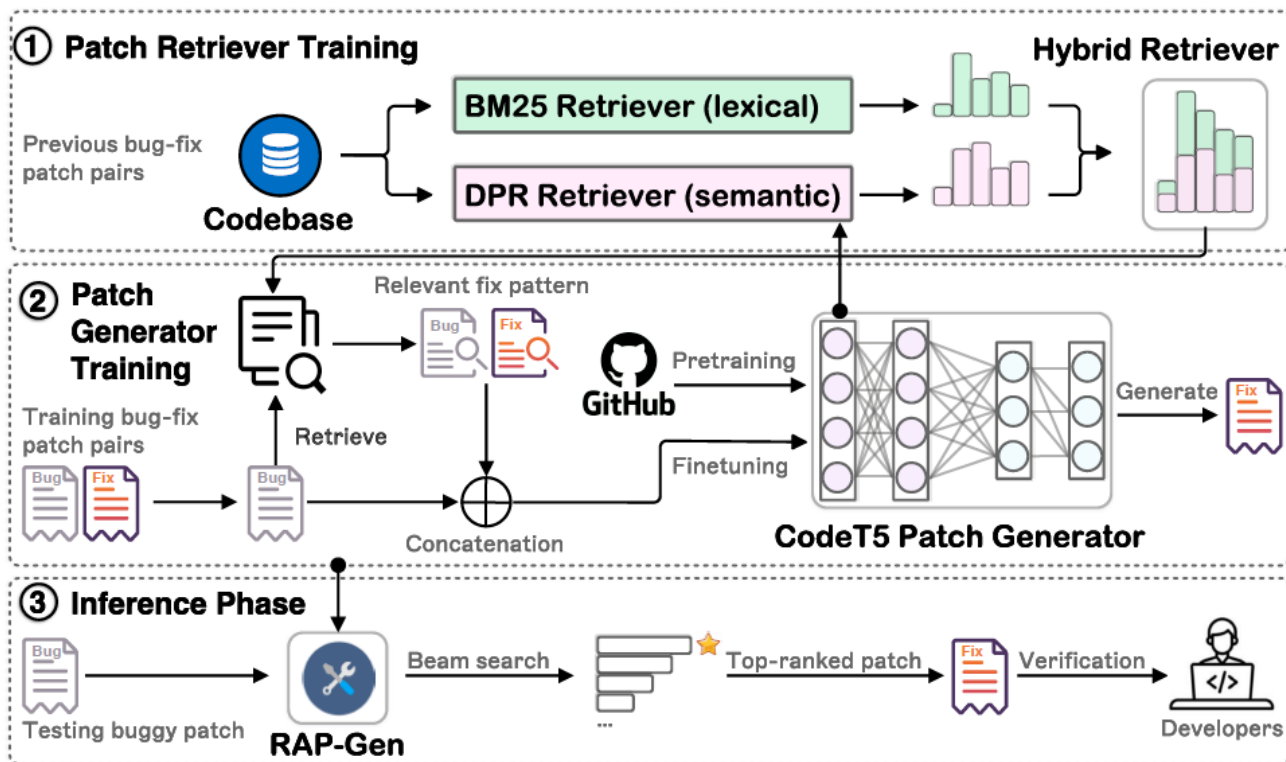 ① Patch Retriever Training
Hybrid Retriever
BM25 Retriever (lexical)
Previous bug-fix
patch pairs
DPR Retriever (semantic)
Codebase
② Patch
Generator
Training
Relevant fix pattern
Bug
Fix
Pretraining
GitHub
Generate
Fix
Training bug-fix
patch pairs
Retrieve
Finetuning
Bug
Fix
Bug
Concatenation
CodeT5 Patch Generator
③ Inference Phase
Bug
Beam search
Top-ranked patch
Fix
Verification
</>
...
Testing buggy patch
RAP-Gen
Developers